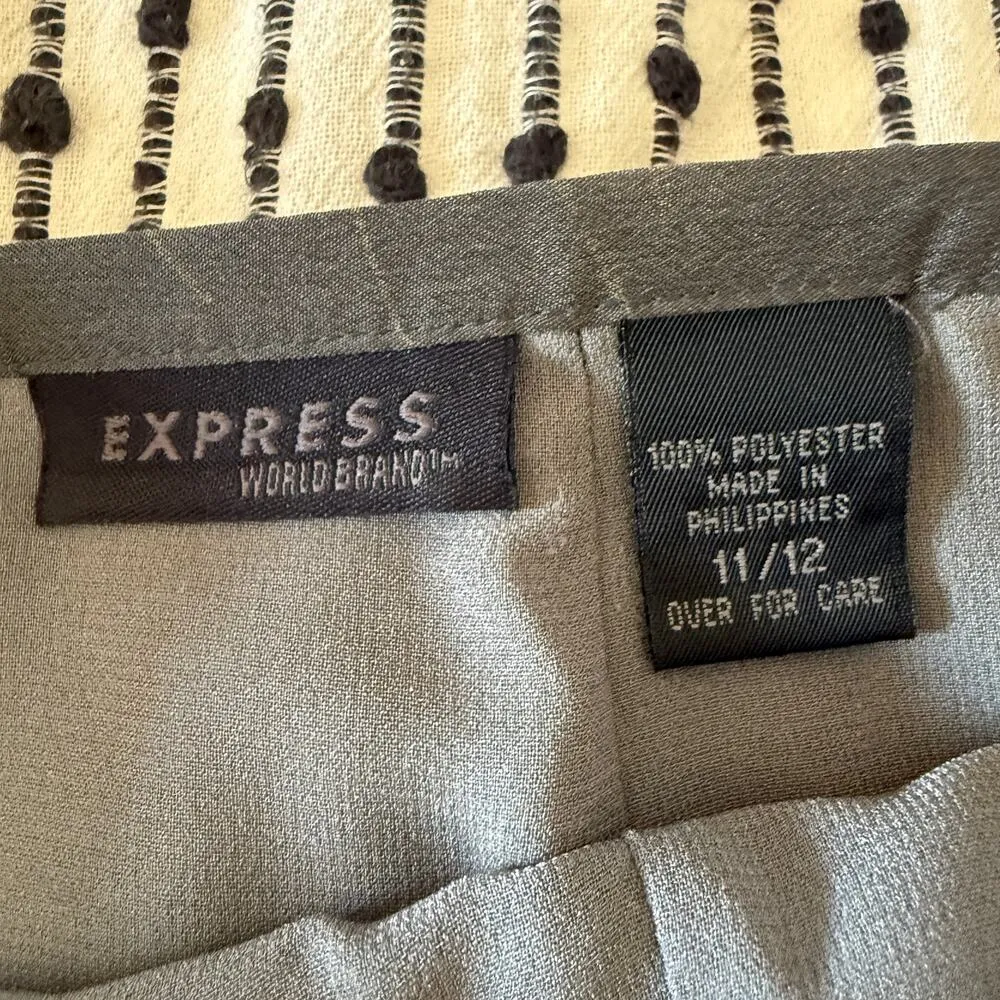 EXPRESS
WORLD BRAND™
100% POLYESTER
MADE IN
PHILIPPINES
11/12
OVER FOR CARE